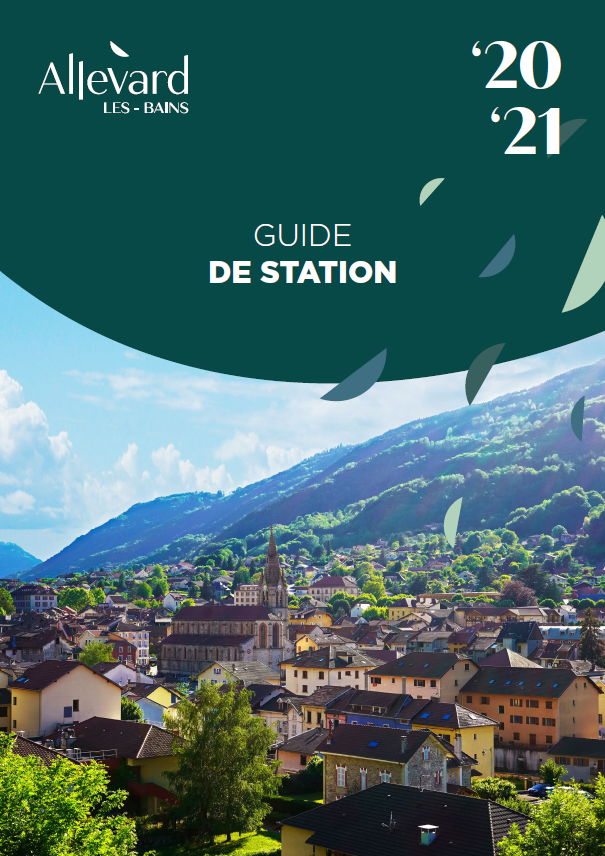 Allevard
LES - BAINS
‘20
‘21
GUIDE
DE STATION